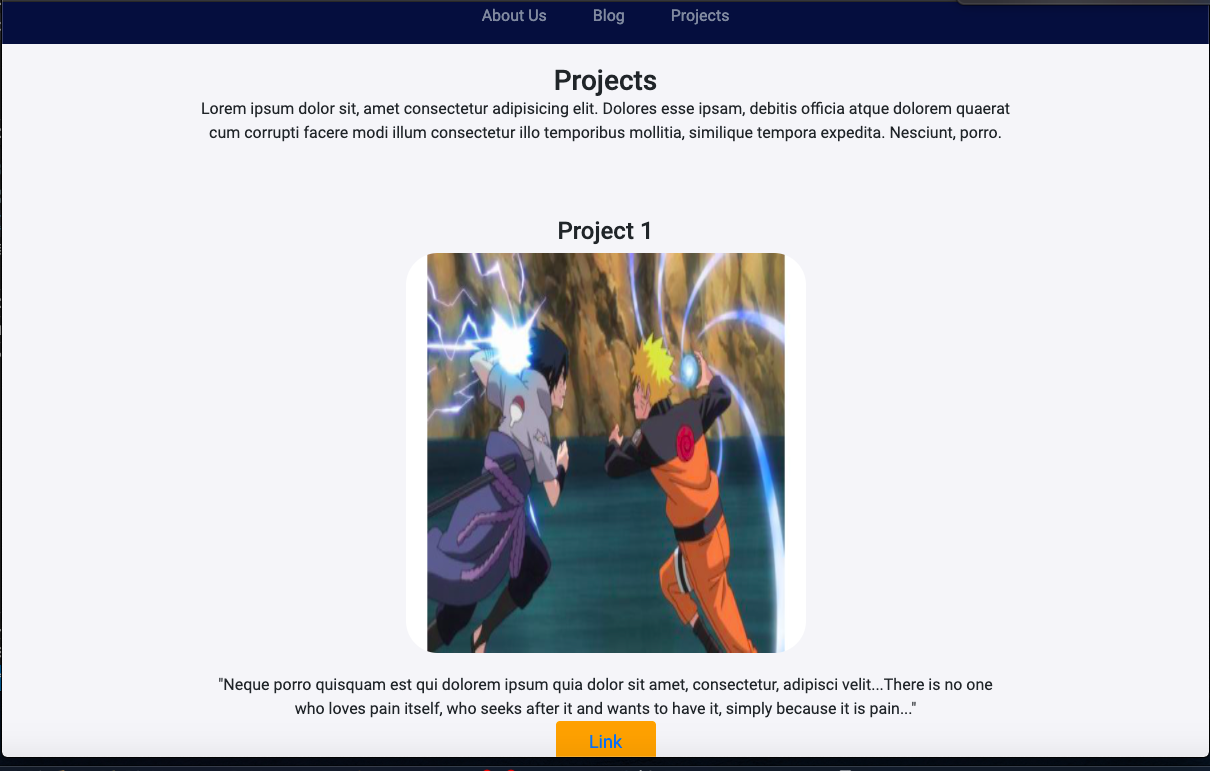 About Us Blog Projects
Projects
Lorem ipsum dolor sit, amet consectetur adipisicing elit. Dolores esse ipsam, debitis officia atque dolorem quaerat
cum corrupti facere modi illum consectetur illo temporibus mollitia, similique tempora expedita. Nesciunt, porro.
Project 1
"Neque porro quisquam est qui dolorem ipsum quia dolor sit amet, consectetur, adipisci velit...There is no one
who loves pain itself, who seeks after it and wants to have it, simply because it is pain..."
Link